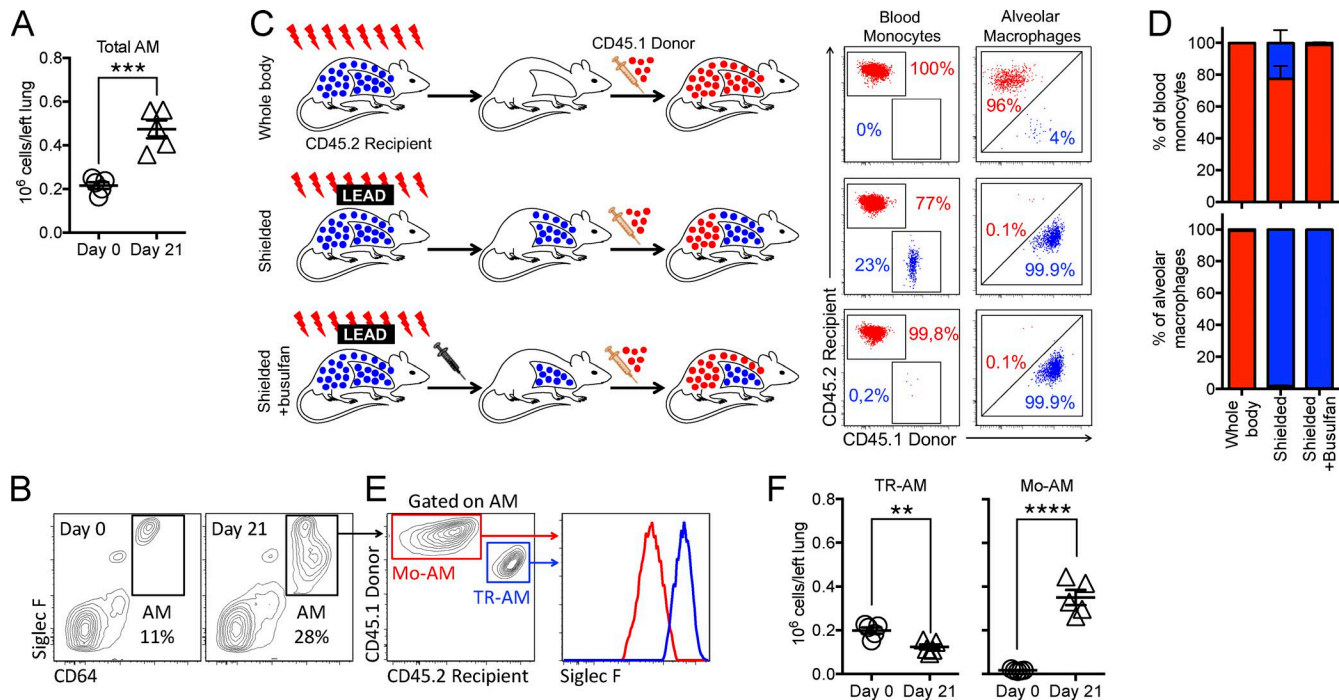 A
Total AM
***
10⁶ cells/left lung
0.8
0.6
0.4
0.2
0.0
Day 0 Day 21
C
Whole body
CD45.2 Recipient
CD45.1 Donor
Shielded
LEAD
Shielded
+busulfan
LEAD
Blood
Monocytes
Alveolar
Macrophages
100%
0%
96%
4%
77%
23%
0.1%
99.9%
99,8%
0,2%
0.1%
99.9%
CD45.2 Recipient
CD45.1 Donor
D
% of blood
monocytes
100
80
60
40
20
0
% of alveolar
macrophages
100
80
60
40
20
0
Whole
body
Shielded
Shielded
+Busulfan
B
Day 0
AM
11%
Day 21
AM
28%
Siglec F
CD64
E
Gated on AM
Mo-AM
TR-AM
CD45.1 Donor
CD45.2 Recipient
Siglec F
F
TR-AM
**
Mo-AM
****
10⁶ cells/left lung
0.8
0.6
0.4
0.2
0.0
Day 0 Day 21
Day 0 Day 21